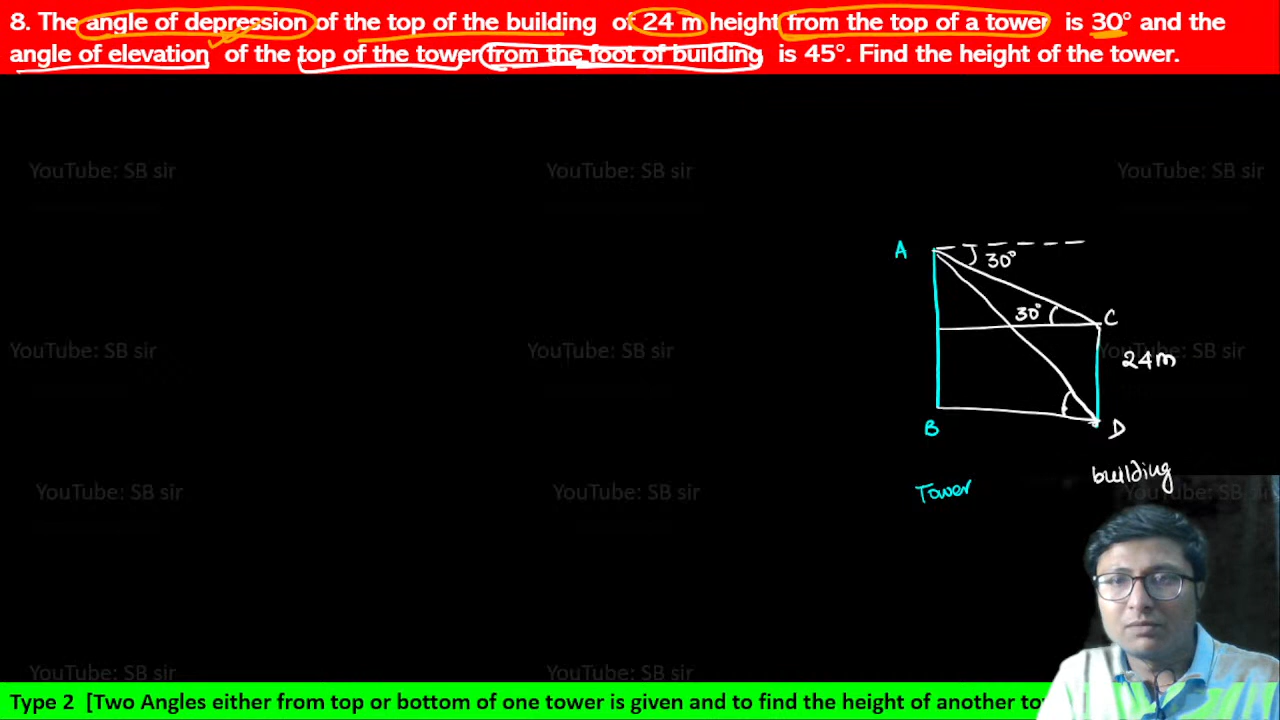 8. The angle of depression of the top of the building of 24 m height from the top of a tower is 30° and the
angle of elevation of the top of the tower from the foot of building is 45°. Find the height of the tower.
YouTube: SB sir YouTube: SB sir YouTube: SB sir
A
30°
30°
C
YouTube: SB sir YouTube: SB sir YouTube: SB sir
24m
B
D
building
Tower
YouTube: SB sir YouTube: SB sir YouTube: SB
YouTube: SB sir YouTube: SB sir
Type 2 [Two Angles either from top or bottom of one tower is given and to find the height of another